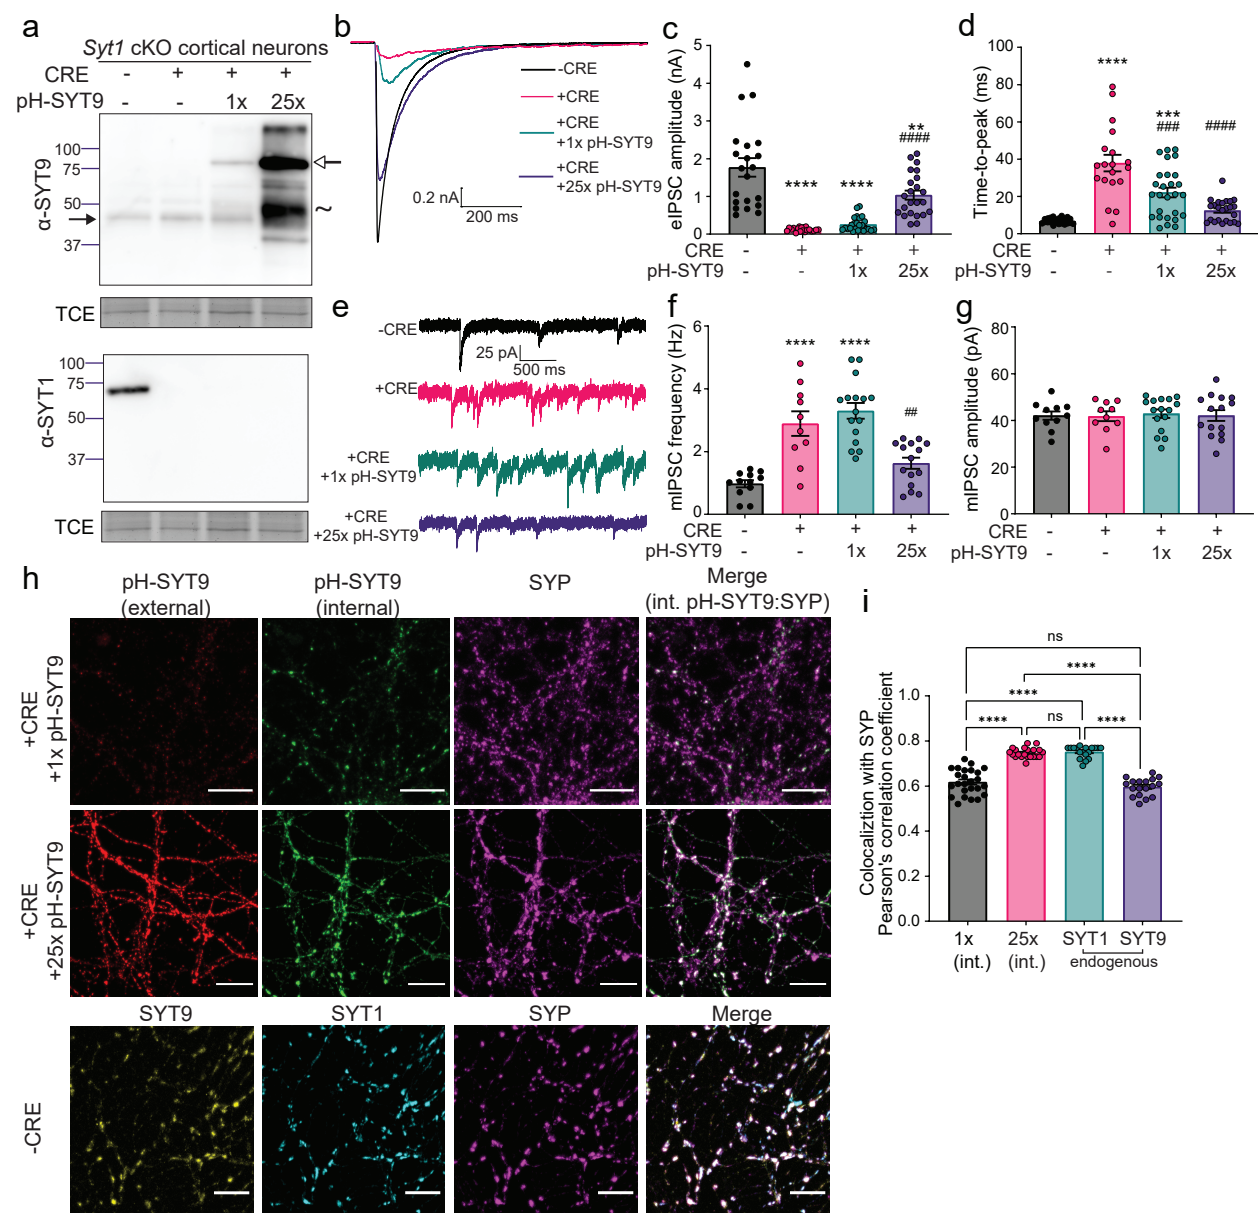 a
Syt1 cKO cortical neurons
CRE - + + +
pH-SYT9 - - 1x 25x
α-SYT9
100
75
50
37
~
TCE
α-SYT1
100
75
50
37
TCE
b
-CRE
+CRE
+CRE
+1x pH-SYT9
+CRE
+25x pH-SYT9
0.2 nA
200 ms
c
eIPSC amplitude (nA)
5
4
3
2
1
0
****
****
**
####
CRE - + + +
pH-SYT9 - - 1x 25x
d
Time-to-peak (ms)
100
80
60
40
20
0
****
***
###
####
CRE - + + +
pH-SYT9 - - 1x 25x
e
-CRE
25 pA
500 ms
+CRE
+CRE
+1x pH-SYT9
+CRE
+25x pH-SYT9
f
mIPSC frequency (Hz)
6
4
2
0
****
****
##
CRE - + + +
pH-SYT9 - - 1x 25x
g
mIPSC amplitude (pA)
80
60
40
20
0
CRE - + + +
pH-SYT9 - - 1x 25x
h
pH-SYT9
(external)
pH-SYT9
(internal)
SYP
Merge
(int. pH-SYT9:SYP)
+CRE
+1x pH-SYT9
+CRE
+25x pH-SYT9
SYT9
SYT1
SYP
Merge
-CRE
i
Colocaliztion with SYP
Pearson's correlation coefficient
1.0
0.8
0.6
0.4
0.2
0.0
ns
****
****
****
ns
****
1x
(int.)
25x
(int.)
SYT1
SYT9
endogenous